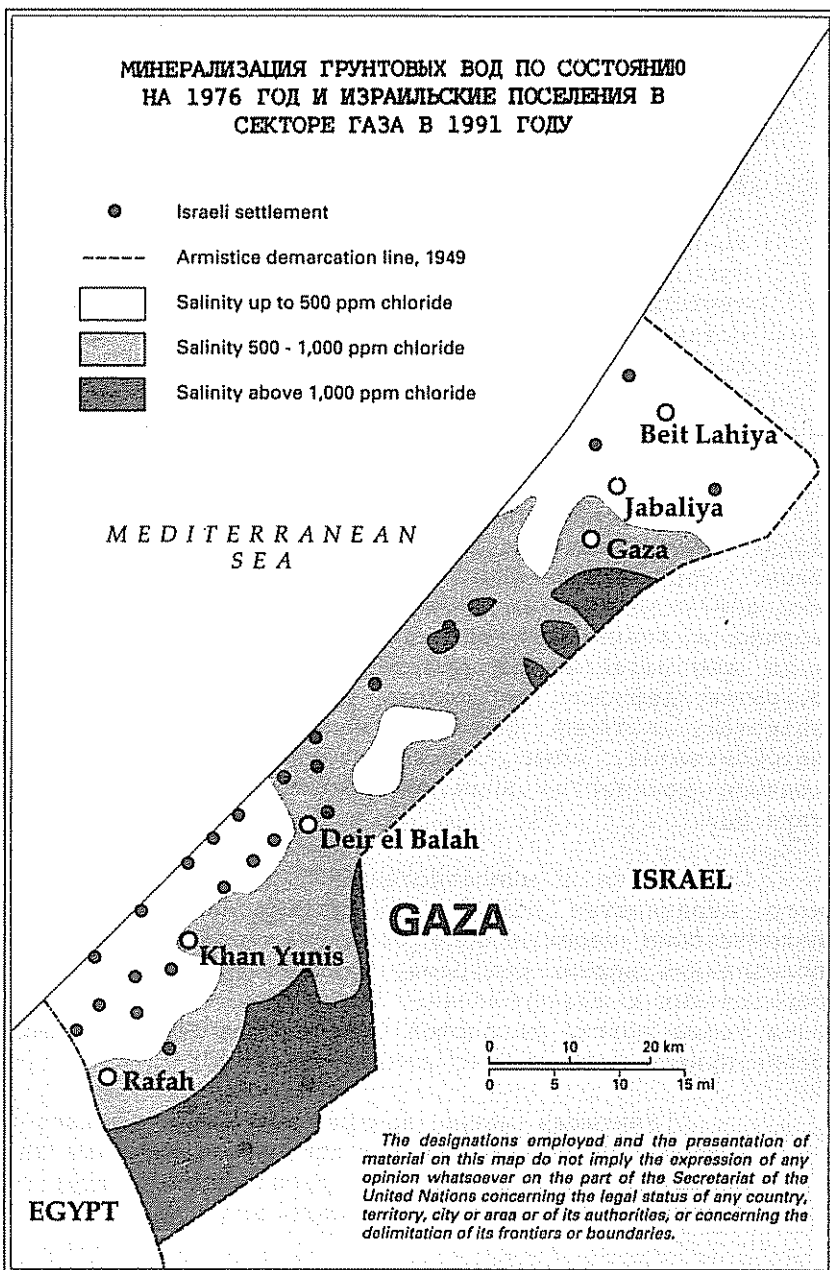 МИНЕРАЛИЗАЦИЯ ГРУНТОВЫХ ВОД ПО СОСТОЯНИЮ
НА 1976 ГОД И ИЗРАИЛЬСКИЕ ПОСЕЛЕНИЯ В
СЕКТОРЕ ГАЗА В 1991 ГОДУ
Israeli settlement
Armistice demarcation line, 1949
Salinity up to 500 ppm chloride
Salinity 500 - 1,000 ppm chloride
Salinity above 1,000 ppm chloride
Beit Lahiya
Jabaliya
MEDITERRANEAN
SEA
Gaza
Deir el Balah
ISRAEL
GAZA
Khan Yunis
Rafah
0 10 20 km
0 5 10 15 mi
The designations employed and the presentation of
material on this map do not imply the expression of any
opinion whatsoever on the part of the Secretariat of the
United Nations concerning the legal status of any country,
territory, city or area or of its authorities, or concerning the
delimitation of its frontiers or boundaries.
EGYPT